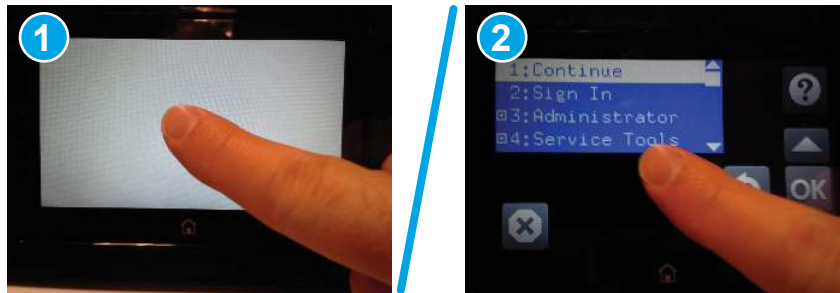 1
2
1:Continue
2:Sign In
3:Administrator
4:Service Tools
?
OK